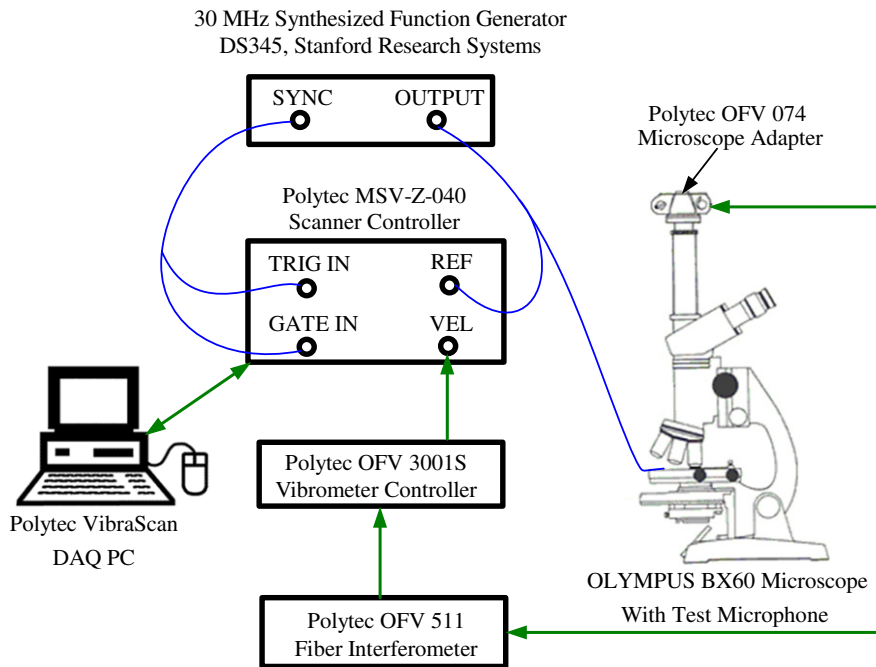 30 MHz Synthesized Function Generator
DS345, Stanford Research Systems
SYNC
OUTPUT
Polytec OFV 074
Microscope Adapter
Polytec MSV-Z-040
Scanner Controller
TRIG IN
REF
GATE IN
VEL
Polytec OFV 3001S
Vibrometer Controller
Polytec VibraScan
DAQ PC
OLYMPUS BX60 Microscope
With Test Microphone
Polytec OFV 511
Fiber Interferometer